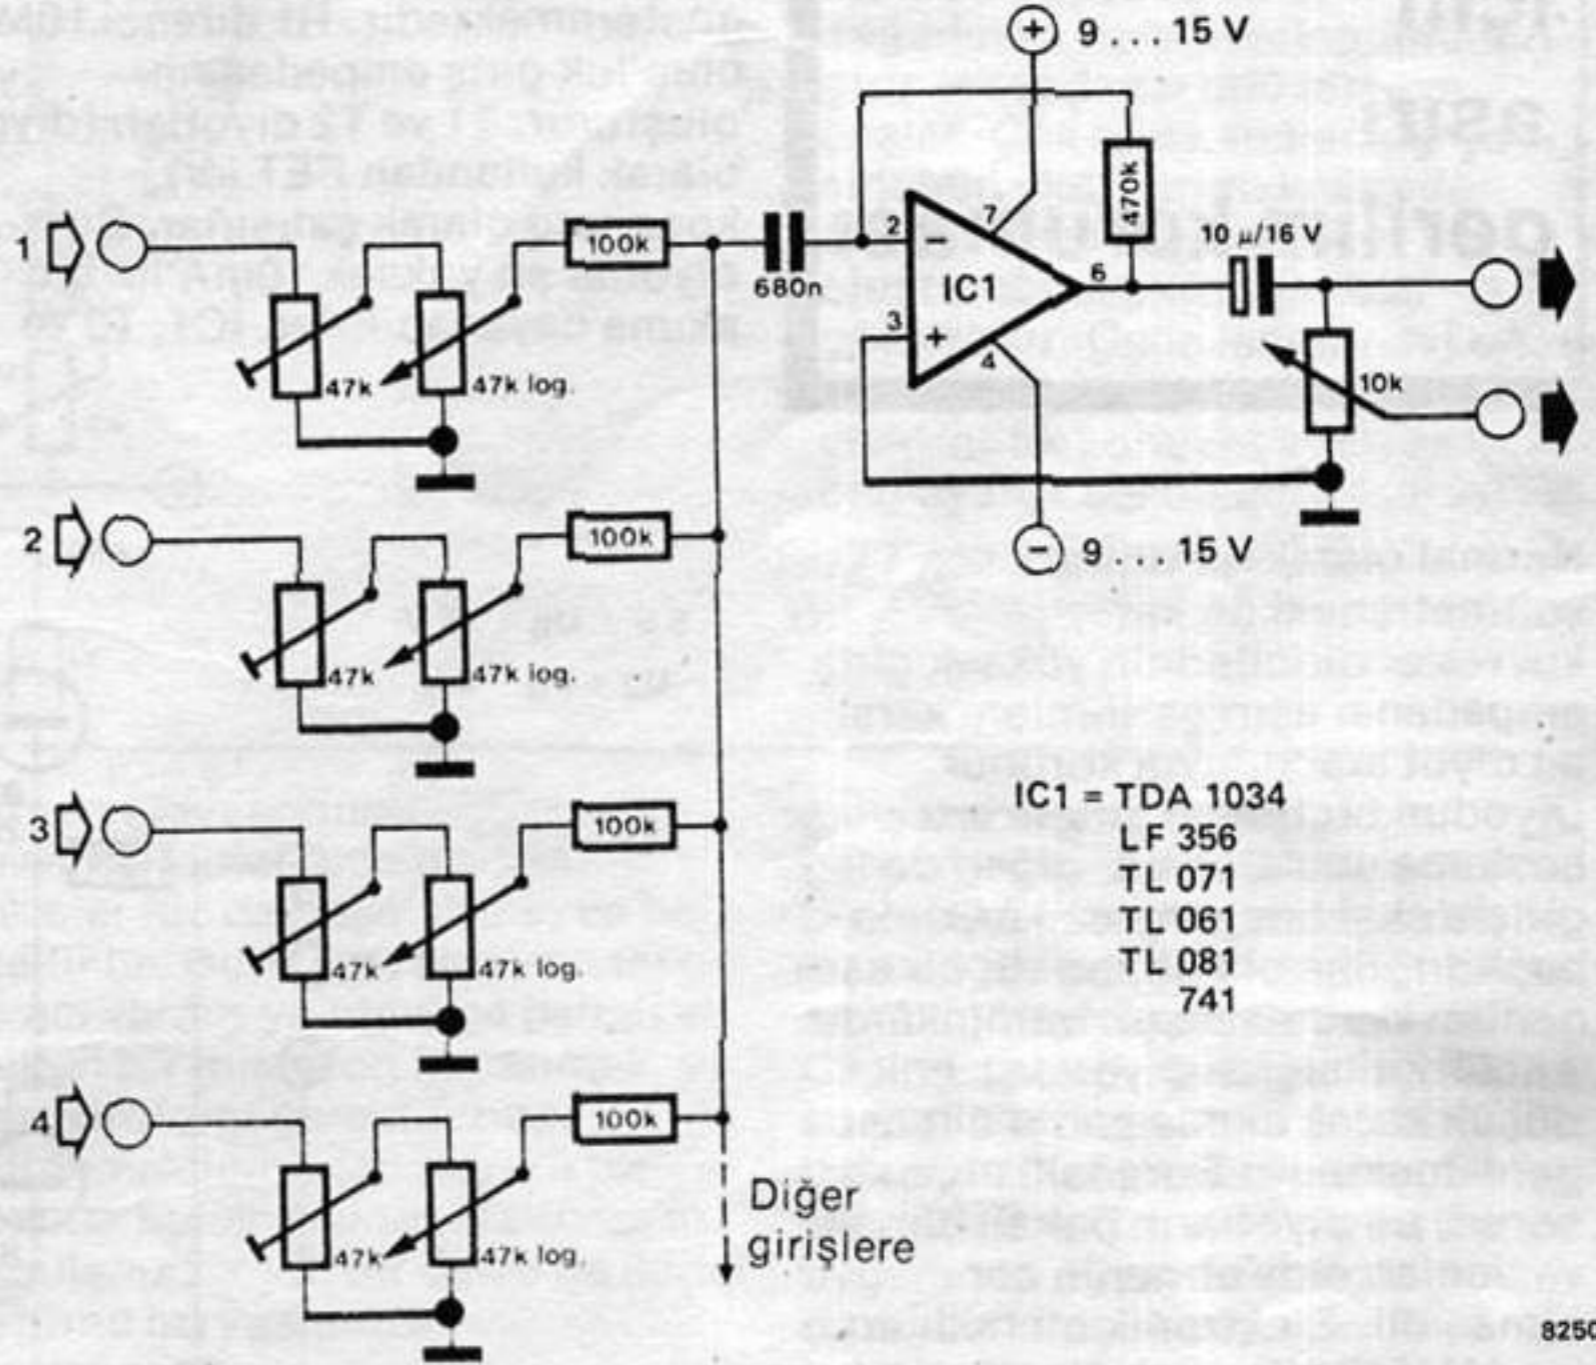 + 9 ... 15 V
470k
10 µ/16 V
1
100k
680n
2
−
7
IC1
6
3
+
4
47k
47k log.
10k
− 9 ... 15 V
2
100k
47k
47k log.
3
100k
47k
47k log.
4
100k
47k
47k log.
Diğer
girişlere
IC1 = TDA 1034
LF 356
TL 071
TL 061
TL 081
741
8250